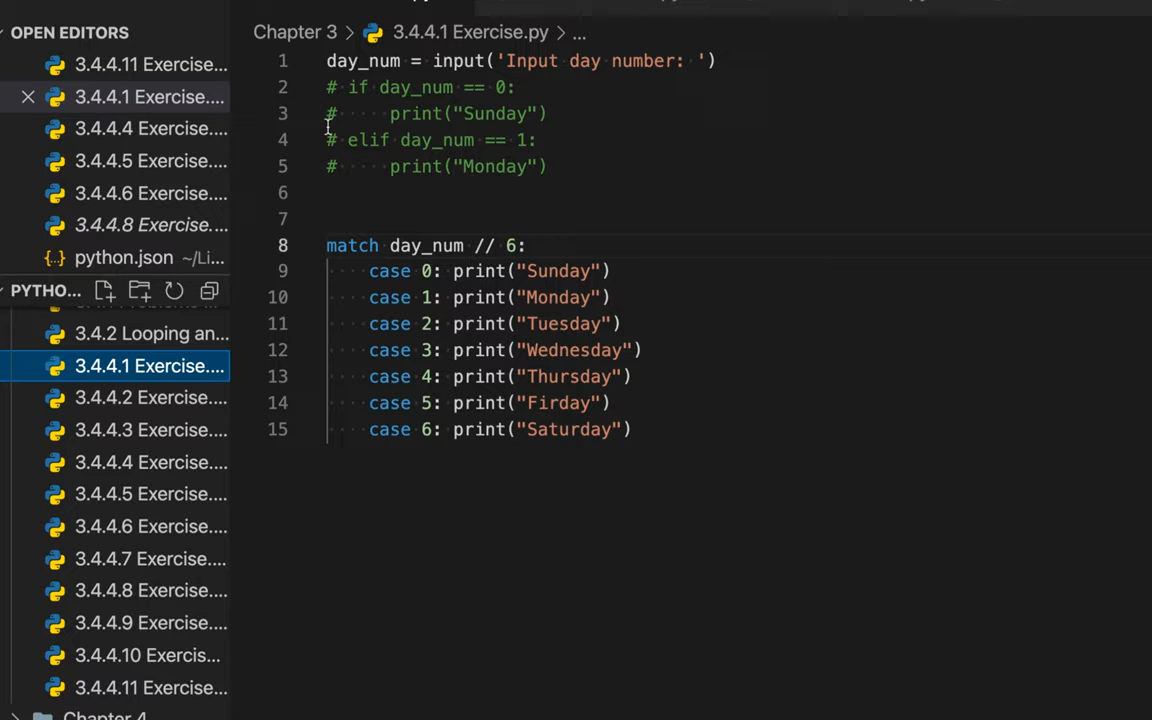 OPEN EDITORS
3.4.4.11 Exercise....
3.4.4.1 Exercise....
3.4.4.4 Exercise....
3.4.4.5 Exercise....
3.4.4.6 Exercise....
3.4.4.8 Exercise....
{..} python.json ~/Li...
PYTHO...
3.4.2 Looping an...
3.4.4.1 Exercise....
3.4.4.2 Exercise....
3.4.4.3 Exercise....
3.4.4.4 Exercise....
3.4.4.5 Exercise....
3.4.4.6 Exercise....
3.4.4.7 Exercise....
3.4.4.8 Exercise....
3.4.4.9 Exercise....
3.4.4.10 Exercis...
3.4.4.11 Exercise....
Chapter 4
Chapter 3 > 3.4.4.1 Exercise.py > ...
1 day_num = input('Input day number: ')
2 # if day_num == 0:
3 #     print("Sunday")
4 # elif day_num == 1:
5 #     print("Monday")
6
7
8 match day_num // 6:
9     case 0: print("Sunday")
10     case 1: print("Monday")
11     case 2: print("Tuesday")
12     case 3: print("Wednesday")
13     case 4: print("Thursday")
14     case 5: print("Firday")
15     case 6: print("Saturday")